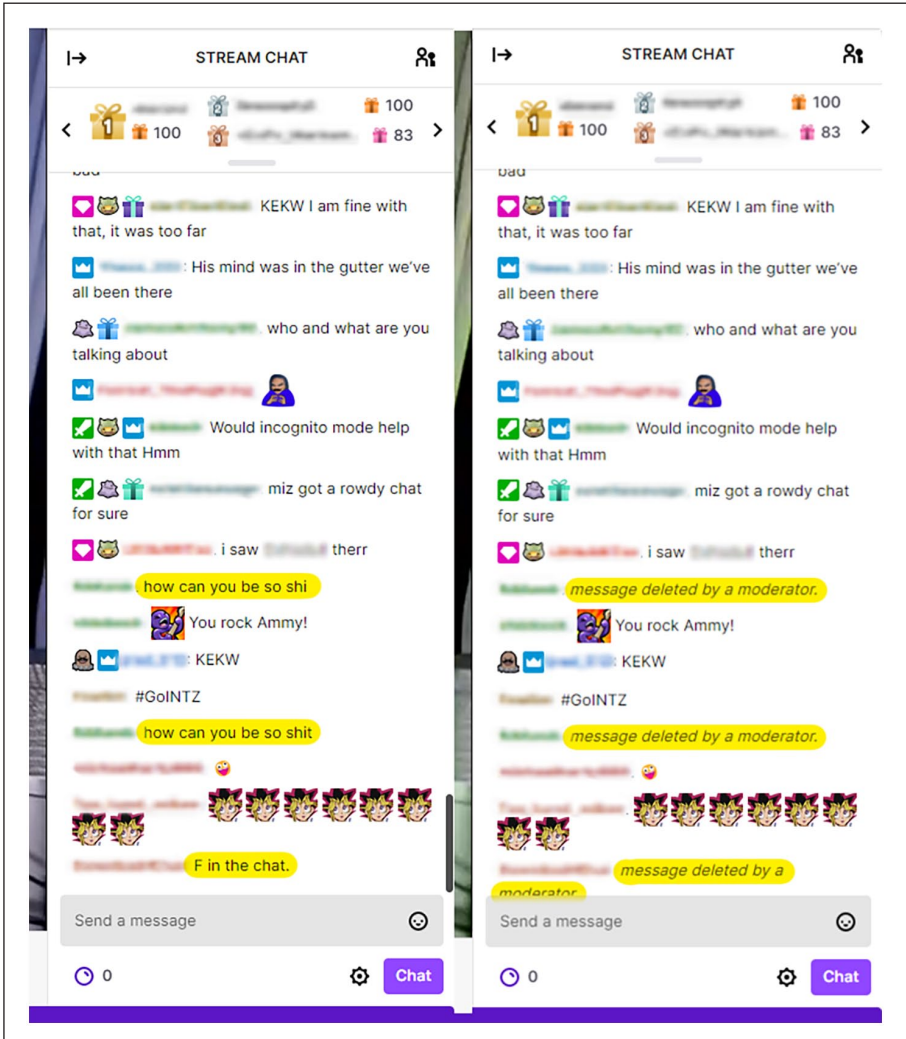 STREAM CHAT
1
2
100
100
3
83
bad
KEKW I am fine with
that, it was too far
: His mind was in the gutter we've
all been there
. who and what are you
talking about
Would incognito mode help
with that Hmm
miz got a rowdy chat
for sure
. i saw therr
. how can you be so shi
You rock Ammy!
: KEKW
#GoINTZ
how can you be so shit
F in the chat.
Send a message
0
Chat
STREAM CHAT
1
2
100
100
3
83
bad
KEKW I am fine with
that, it was too far
: His mind was in the gutter we've
all been there
. who and what are you
talking about
Would incognito mode help
with that Hmm
miz got a rowdy chat
for sure
. i saw therr
message deleted by a moderator.
You rock Ammy!
: KEKW
#GoINTZ
message deleted by a moderator.
message deleted by a
moderator.
Send a message
0
Chat